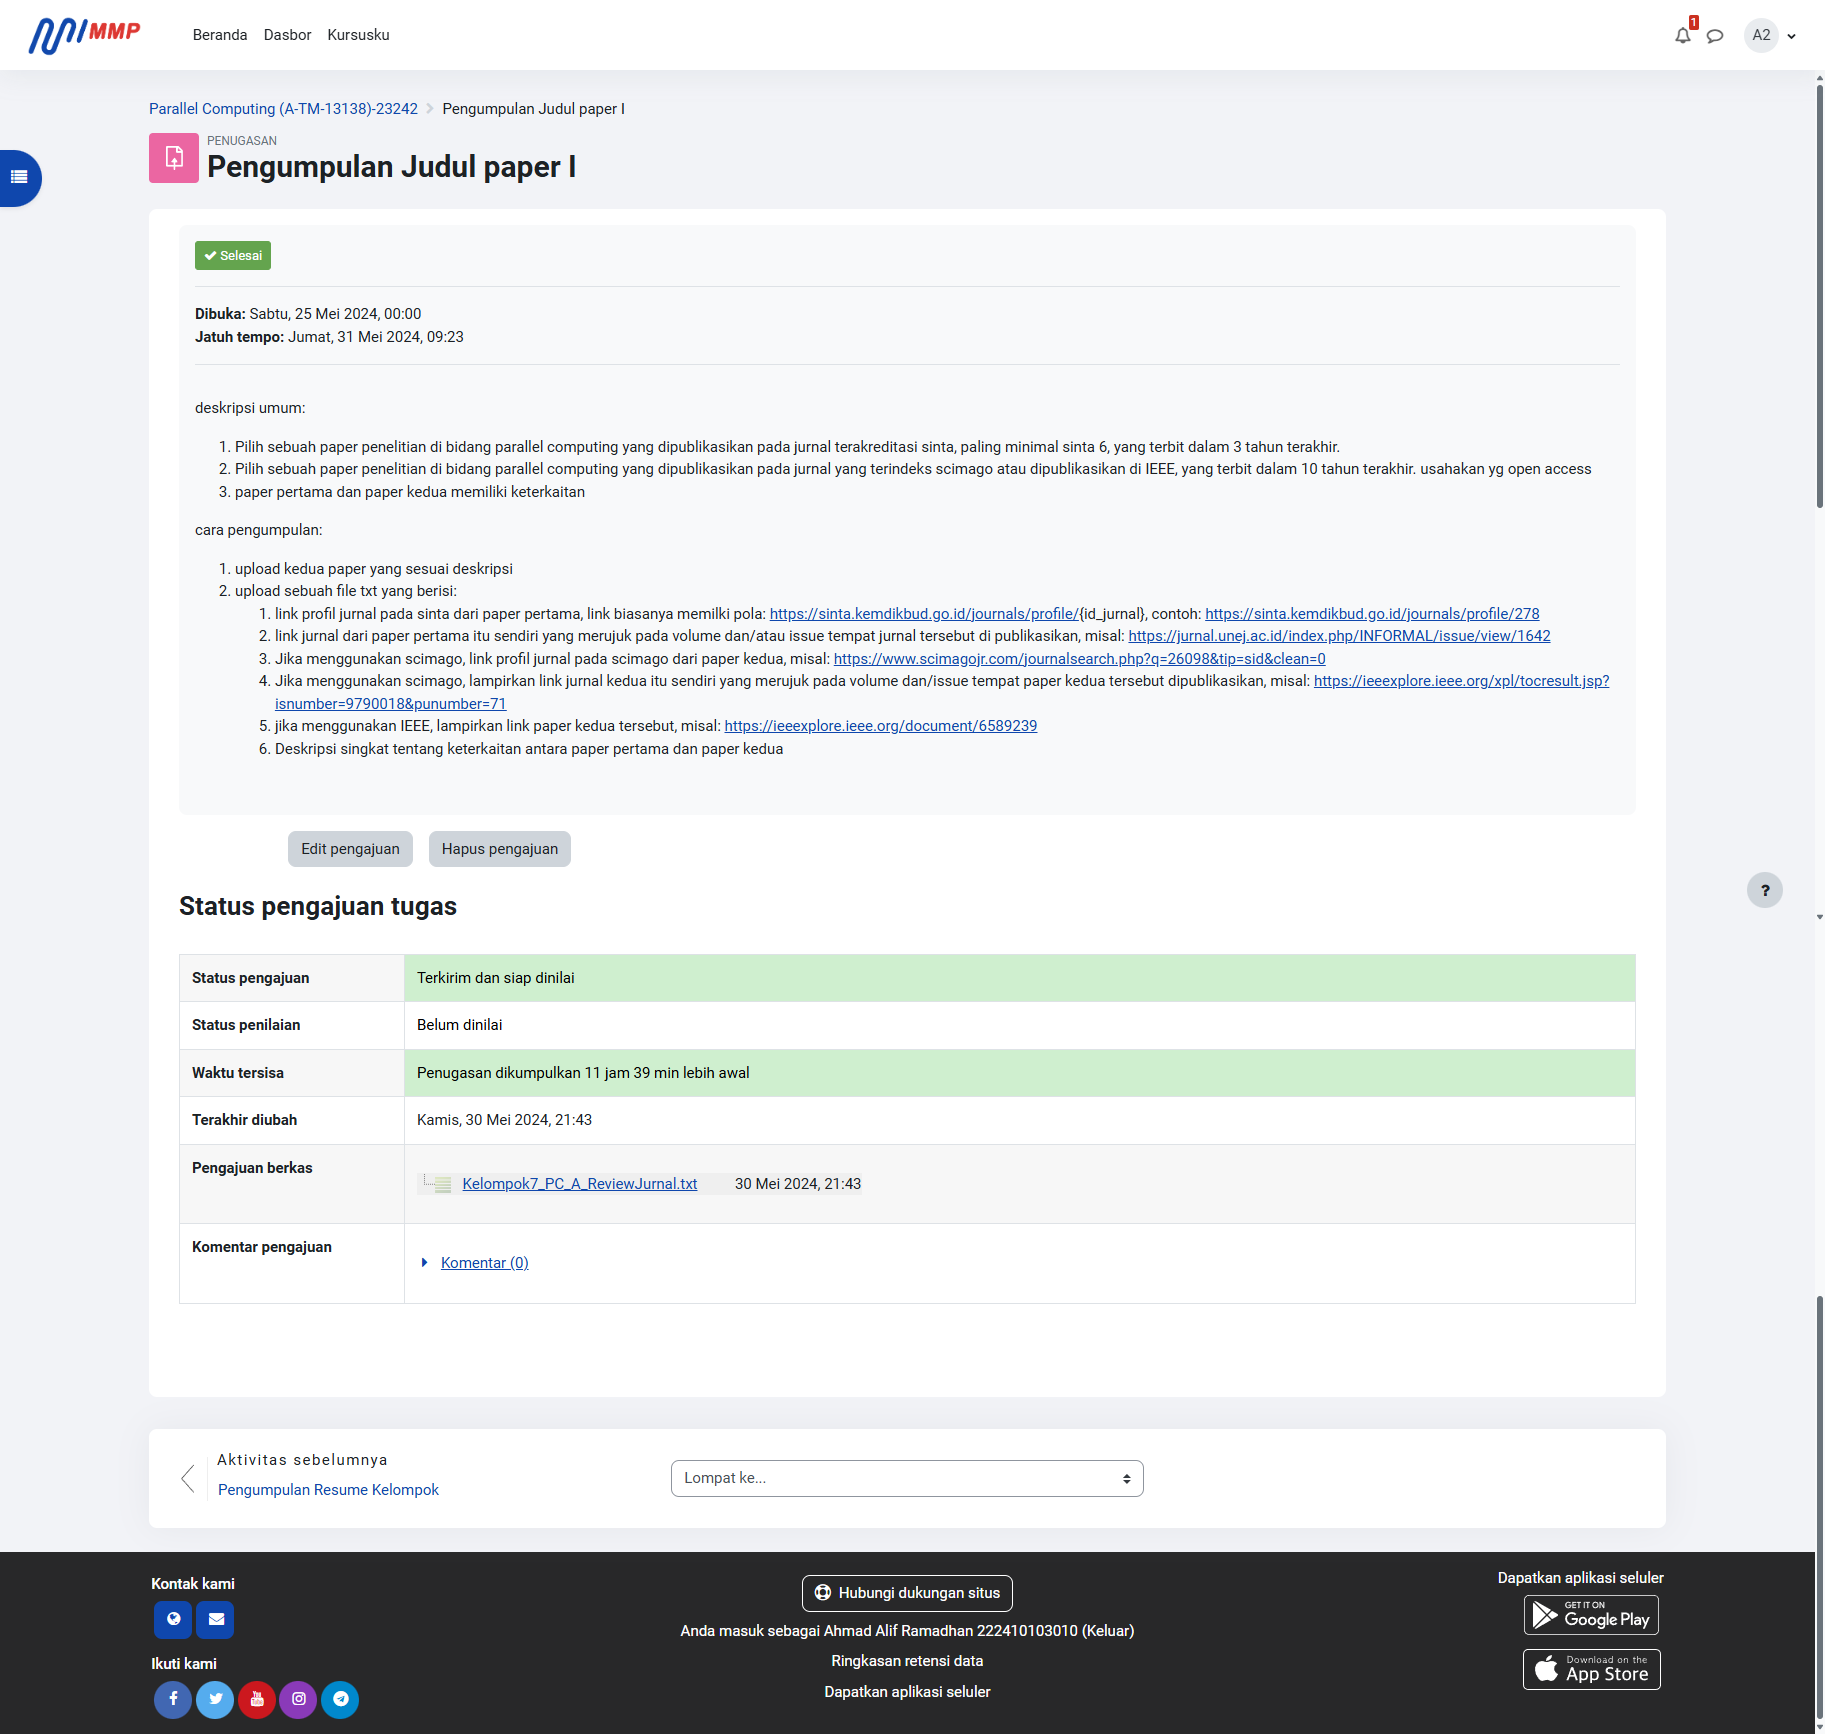 MMP
Beranda Dasbor Kursusku
1
A2
Parallel Computing (A-TM-13138)-23242 Pengumpulan Judul paper I
PENUGASAN
Pengumpulan Judul paper I
Selesai
Dibuka: Sabtu, 25 Mei 2024, 00:00
Jatuh tempo: Jumat, 31 Mei 2024, 09:23
deskripsi umum:
1. Pilih sebuah paper penelitian di bidang parallel computing yang dipublikasikan pada jurnal terakreditasi sinta, paling minimal sinta 6, yang terbit dalam 3 tahun terakhir.
2. Pilih sebuah paper penelitian di bidang parallel computing yang dipublikasikan pada jurnal yang terindeks scimago atau dipublikasikan di IEEE, yang terbit dalam 10 tahun terakhir. usahakan yg open access
3. paper pertama dan paper kedua memiliki keterkaitan
cara pengumpulan:
1. upload kedua paper yang sesuai deskripsi
2. upload sebuah file txt yang berisi:
1. link profil jurnal pada sinta dari paper pertama, link biasanya memilki pola: https://sinta.kemdikbud.go.id/journals/profile/{id_jurnal}, contoh: https://sinta.kemdikbud.go.id/journals/profile/278
2. link jurnal dari paper pertama itu sendiri yang merujuk pada volume dan/atau issue tempat jurnal tersebut di publikasikan, misal: https://jurnal.unej.ac.id/index.php/INFORMAL/issue/view/1642
3. Jika menggunakan scimago, link profil jurnal pada scimago dari paper kedua, misal: https://www.scimagojr.com/journalsearch.php?q=26098&tip=sid&clean=0
4. Jika menggunakan scimago, lampirkan link jurnal kedua itu sendiri yang merujuk pada volume dan/issue tempat paper kedua tersebut dipublikasikan, misal: https://ieeexplore.ieee.org/xpl/tocresult.jsp?
isnumber=9790018&punumber=71
5. jika menggunakan IEEE, lampirkan link paper kedua tersebut, misal: https://ieeexplore.ieee.org/document/6589239
6. Deskripsi singkat tentang keterkaitan antara paper pertama dan paper kedua
Edit pengajuan Hapus pengajuan
?
Status pengajuan tugas
Status pengajuan Terkirim dan siap dinilai
Status penilaian Belum dinilai
Waktu tersisa Penugasan dikumpulkan 11 jam 39 min lebih awal
Terakhir diubah Kamis, 30 Mei 2024, 21:43
Pengajuan berkas
Kelompok7_PC_A_ReviewJurnal.txt 30 Mei 2024, 21:43
Komentar pengajuan
Komentar (0)
Aktivitas sebelumnya
Pengumpulan Resume Kelompok
Lompat ke...
Kontak kami
Ikuti kami
Hubungi dukungan situs
Anda masuk sebagai Ahmad Alif Ramadhan 222410103010 (Keluar)
Ringkasan retensi data
Dapatkan aplikasi seluler
Dapatkan aplikasi seluler
GET IT ON
Google Play
Download on the
App Store